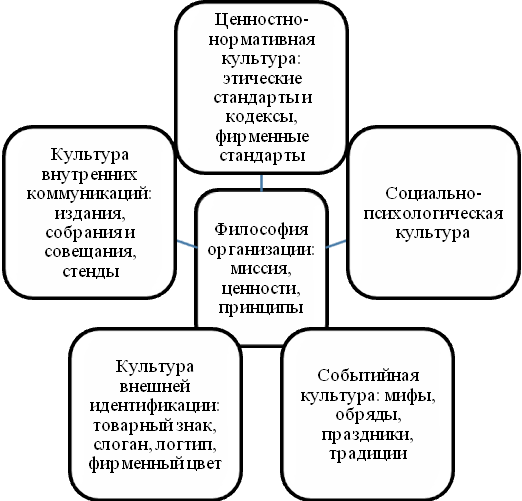 Ценностно-
нормативная
культура:
этические
стандарты и
кодексы,
фирменные
стандарты
Культура
внутренних
коммуникаций:
издания,
собрания и
совещания,
стенды
Философия
организации:
миссия,
ценности,
принципы
Социально-
психологическая
культура
Культура
внешней
идентификации:
товарный знак,
слоган, логтип,
фирменный цвет
Событийная
культура: мифы,
обряды,
праздники,
традиции